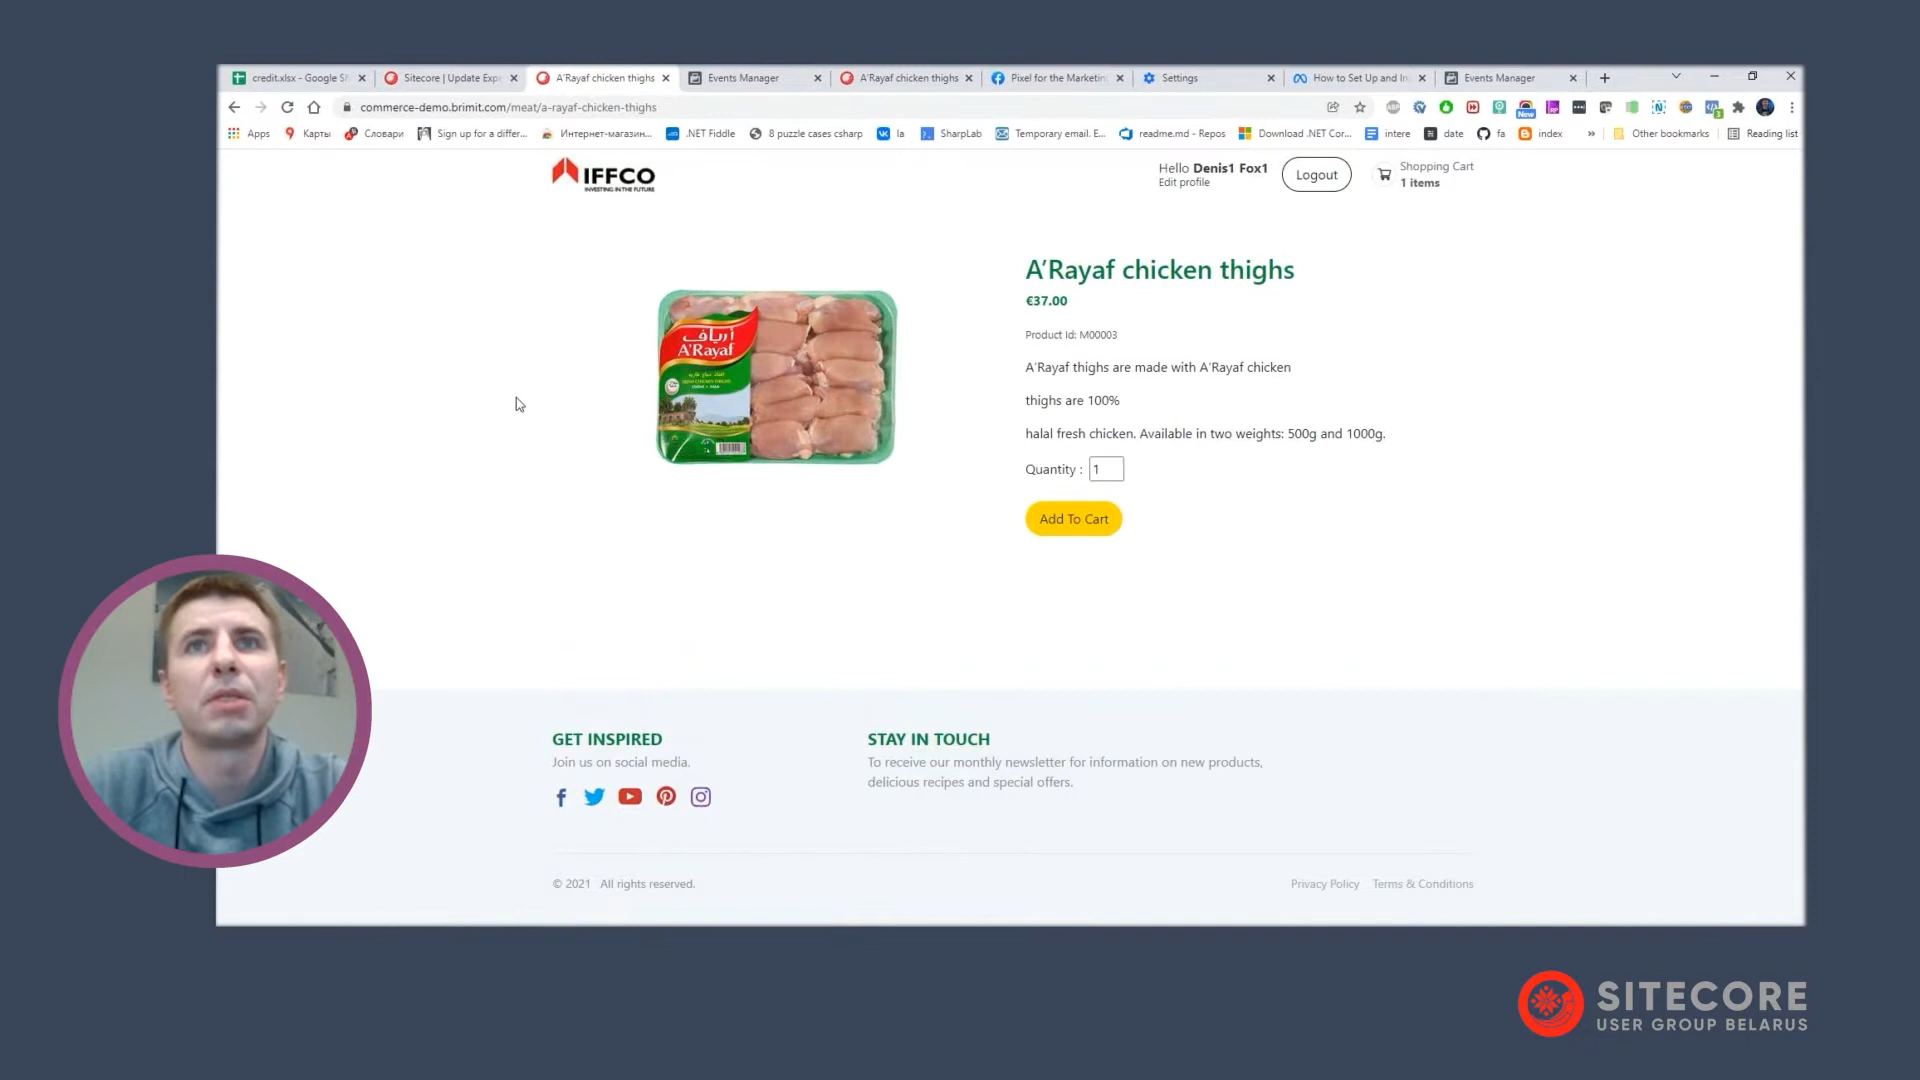 credit.xlsx - Google Sh
Sitecore | Update Expe
A'Rayaf chicken thighs
Events Manager
A'Rayaf chicken thighs
Pixel for the Marketin
Settings
How to Set Up and In
Events Manager
commerce-demo.brimit.com/meat/a-rayaf-chicken-thighs
New
3
Apps
Карты
Словари
Sign up for a differ...
Интернет-магазин...
.NET Fiddle
8 puzzle cases csharp
la
SharpLab
Temporary email. E...
readme.md - Repos
Download .NET Cor...
intere
date
fa
index
»
Other bookmarks
Reading list
IFFCO
INVESTING IN THE FUTURE
Hello Denis1 Fox1
Edit profile
Logout
Shopping Cart
1 items
A'Rayaf chicken thighs
€37.00
Product Id: M00003
A'Rayaf thighs are made with A'Rayaf chicken
thighs are 100%
halal fresh chicken. Available in two weights: 500g and 1000g.
Quantity : 1
Add To Cart
أرياف
A'Rayaf
GET INSPIRED
Join us on social media.
STAY IN TOUCH
To receive our monthly newsletter for information on new products,
delicious recipes and special offers.
© 2021 All rights reserved.
Privacy Policy
Terms & Conditions
SITECORE
USER GROUP BELARUS